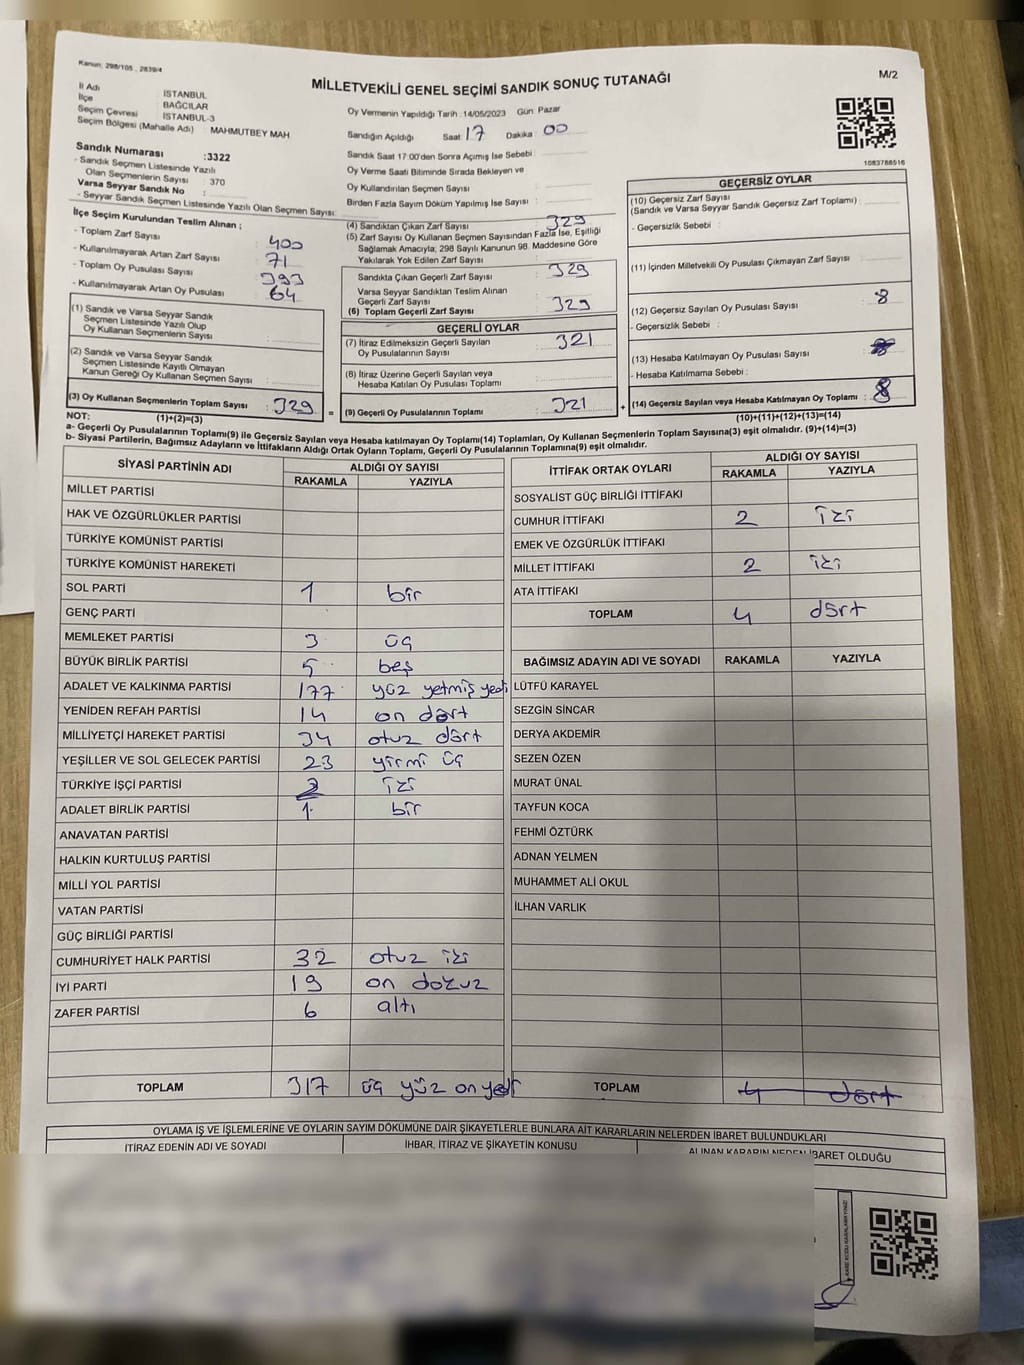 Kanun: 298/105 , 2839/4
MİLLETVEKİLİ GENEL SEÇİMİ SANDIK SONUÇ TUTANAĞI
M/2
İl Adı : İSTANBUL
İlçe : BAĞCILAR
Seçim Çevresi : İSTANBUL-3
Seçim Bölgesi (Mahalle Adı) : MAHMUTBEY MAH.
Oy Vermenin Yapıldığı Tarih :14/05/2023 Gün: Pazar
Sandığın Açıldığı Saat 17 Dakika 00
Sandık Saat 17:00'den Sonra Açımış İse Sebebi :
Oy Verme Saati Bitiminde Sırada Bekleyen ve
Oy Kullandırılan Seçmen Sayısı :
Birden Fazla Sayım Döküm Yapılmış İse Sayısı :
1083788516
Sandık Numarası :3322
- Sandık Seçmen Listesinde Yazılı
Olan Seçmenlerin Sayısı : 370
Varsa Seyyar Sandık No :
- Seyyar Sandık Seçmen Listesinde Yazılı Olan Seçmen Sayısı:
İlçe Seçim Kurulundan Teslim Alınan ;
- Toplam Zarf Sayısı : 400
- Kullanılmayarak Artan Zarf Sayısı : 71
- Toplam Oy Pusulası Sayısı : 393
- Kullanılmayarak Artan Oy Pusulası : 64
(1) Sandık ve Varsa Seyyar Sandık
Seçmen Listesinde Yazılı Olup
Oy Kullanan Seçmenlerin Sayısı :
(2) Sandık ve Varsa Seyyar Sandık
Seçmen Listesinde Kayıtlı Olmayan
Kanun Gereği Oy Kullanan Seçmen Sayısı :
(3) Oy Kullanan Seçmenlerin Toplam Sayısı : 329 =
(1)+(2)=(3)
(4) Sandıktan Çıkan Zarf Sayısı : 329
(5) Zarf Sayısı Oy Kullanan Seçmen Sayısından Fazla İse, Eşitliği
Sağlamak Amacıyla, 298 Sayılı Kanunun 98. Maddesine Göre
Yakılarak Yok Edilen Zarf Sayısı :
Sandıkta Çıkan Geçerli Zarf Sayısı : 329
Varsa Seyyar Sandıktan Teslim Alınan
Geçerli Zarf Sayısı :
(6) Toplam Geçerli Zarf Sayısı : 329
GEÇERLİ OYLAR
(7) İtiraz Edilmeksizin Geçerli Sayılan
Oy Pusulalarının Sayısı : 321
(8) İtiraz Üzerine Geçerli Sayılan veya
Hesaba Katılan Oy Pusulası Toplamı :
(9) Geçerli Oy Pusulalarının Toplamı : 321 +
GEÇERSİZ OYLAR
(10) Geçersiz Zarf Sayısı
(Sandık ve Varsa Seyyar Sandık Geçersiz Zarf Toplamı) :
- Geçersizlik Sebebi :
(11) İçinden Milletvekili Oy Pusulası Çıkmayan Zarf Sayısı :
(12) Geçersiz Sayılan Oy Pusulası Sayısı : 8
- Geçersizlik Sebebi :
(13) Hesaba Katılmayan Oy Pusulası Sayısı :
- Hesaba Katılmama Sebebi :
(14) Geçersiz Sayılan veya Hesaba Katılmayan Oy Toplamı : 8
(10)+(11)+(12)+(13)=(14)
NOT:
a- Geçerli Oy Pusulalarının Toplamı(9) ile Geçersiz Sayılan veya Hesaba katılmayan Oy Toplamı(14) Toplamları, Oy Kullanan Seçmenlerin Toplam Sayısına(3) eşit olmalıdır. (9)+(14)=(3)
b- Siyasi Partilerin, Bağımsız Adayların ve İttifakların Aldığı Ortak Oyların Toplamı, Geçerli Oy Pusulalarının Toplamına(9) eşit olmalıdır.
SİYASİ PARTİNİN ADI ALDIĞI OY SAYISI
RAKAMLA YAZIYLA
MİLLET PARTİSİ
HAK VE ÖZGÜRLÜKLER PARTİSİ
TÜRKİYE KOMÜNİST PARTİSİ
TÜRKİYE KOMÜNİST HAREKETİ
SOL PARTİ 1 bir
GENÇ PARTİ
MEMLEKET PARTİSİ 3 üç
BÜYÜK BİRLİK PARTİSİ 5 beş
ADALET VE KALKINMA PARTİSİ 177 yüz yetmiş yedi
YENİDEN REFAH PARTİSİ 14 on dört
MİLLİYETÇİ HAREKET PARTİSİ 34 otuz dört
YEŞİLLER VE SOL GELECEK PARTİSİ 23 yirmi üç
TÜRKİYE İŞÇİ PARTİSİ 2 iki
ADALET BİRLİK PARTİSİ 1 bir
ANAVATAN PARTİSİ
HALKIN KURTULUŞ PARTİSİ
MİLLİ YOL PARTİSİ
VATAN PARTİSİ
GÜÇ BİRLİĞİ PARTİSİ
CUMHURİYET HALK PARTİSİ 32 otuz iki
İYİ PARTİ 19 on dokuz
ZAFER PARTİSİ 6 altı
TOPLAM 317 üç yüz on yedi
İTTİFAK ORTAK OYLARI ALDIĞI OY SAYISI
RAKAMLA YAZIYLA
SOSYALİST GÜÇ BİRLİĞİ İTTİFAKI
CUMHUR İTTİFAKI 2 iki
EMEK VE ÖZGÜRLÜK İTTİFAKI
MİLLET İTTİFAKI 2 iki
ATA İTTİFAKI
TOPLAM 4 dört
BAĞIMSIZ ADAYIN ADI VE SOYADI RAKAMLA YAZIYLA
LÜTFÜ KARAYEL
SEZGİN SİNCAR
DERYA AKDEMİR
SEZEN ÖZEN
MURAT ÜNAL
TAYFUN KOCA
FEHMİ ÖZTÜRK
ADNAN YELMEN
MUHAMMET ALİ OKUL
İLHAN VARLIK
TOPLAM 4 dört
OYLAMA İŞ VE İŞLEMLERİNE VE OYLARIN SAYIM DÖKÜMÜNE DAİR ŞİKAYETLERLE BUNLARA AİT KARARLARIN NELERDEN İBARET BULUNDUKLARI
İTİRAZ EDENİN ADI VE SOYADI İHBAR, İTİRAZ VE ŞİKAYETİN KONUSU ALINAN KARARIN NEDEN İBARET OLDUĞU